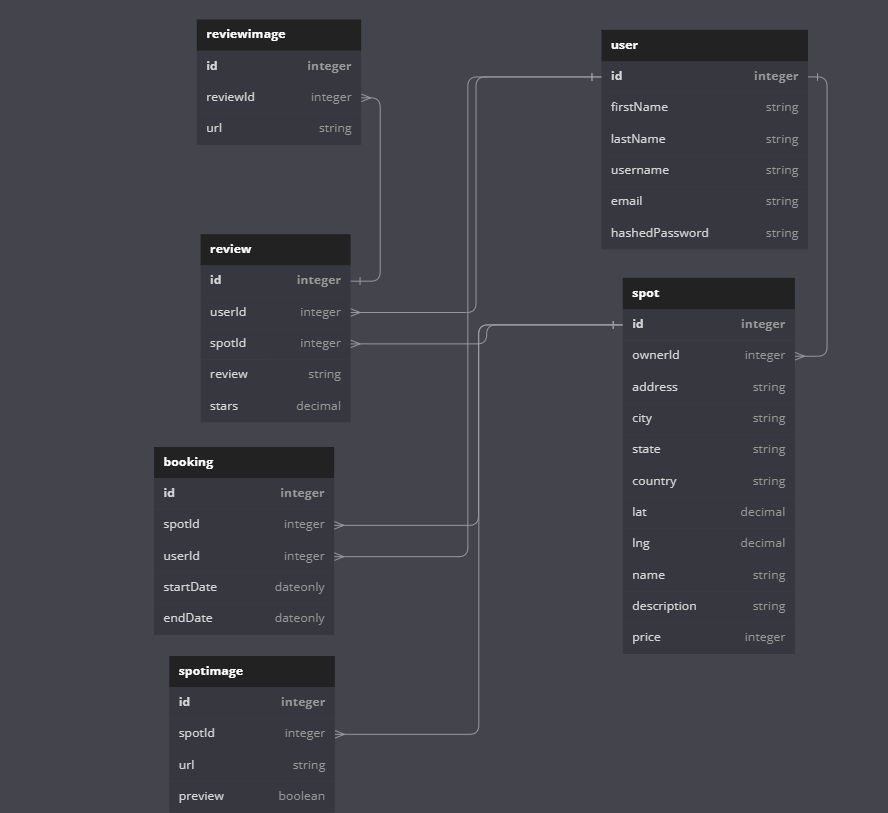 reviewimage
id integer
reviewId integer
url string
user
id integer
firstName string
lastName string
username string
email string
hashedPassword string
review
id integer
userId integer
spotId integer
review string
stars decimal
spot
id integer
ownerId integer
address string
city string
state string
country string
lat decimal
lng decimal
name string
description string
price integer
booking
id integer
spotId integer
userId integer
startDate dateonly
endDate dateonly
spotimage
id integer
spotId integer
url string
preview boolean